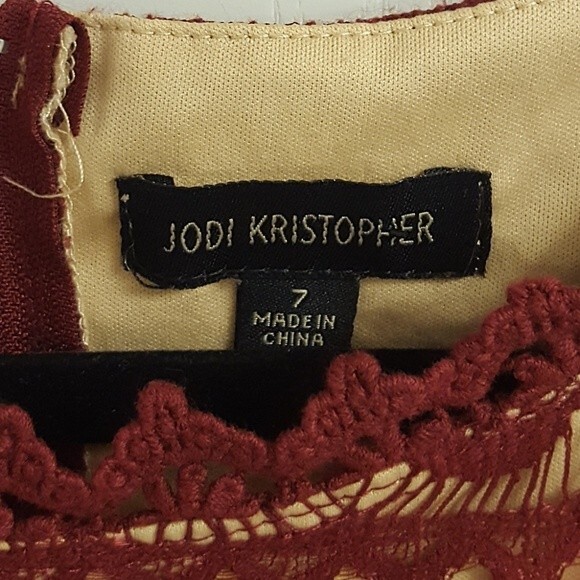 JODI KRISTOPHER
7
MADE IN
CHINA